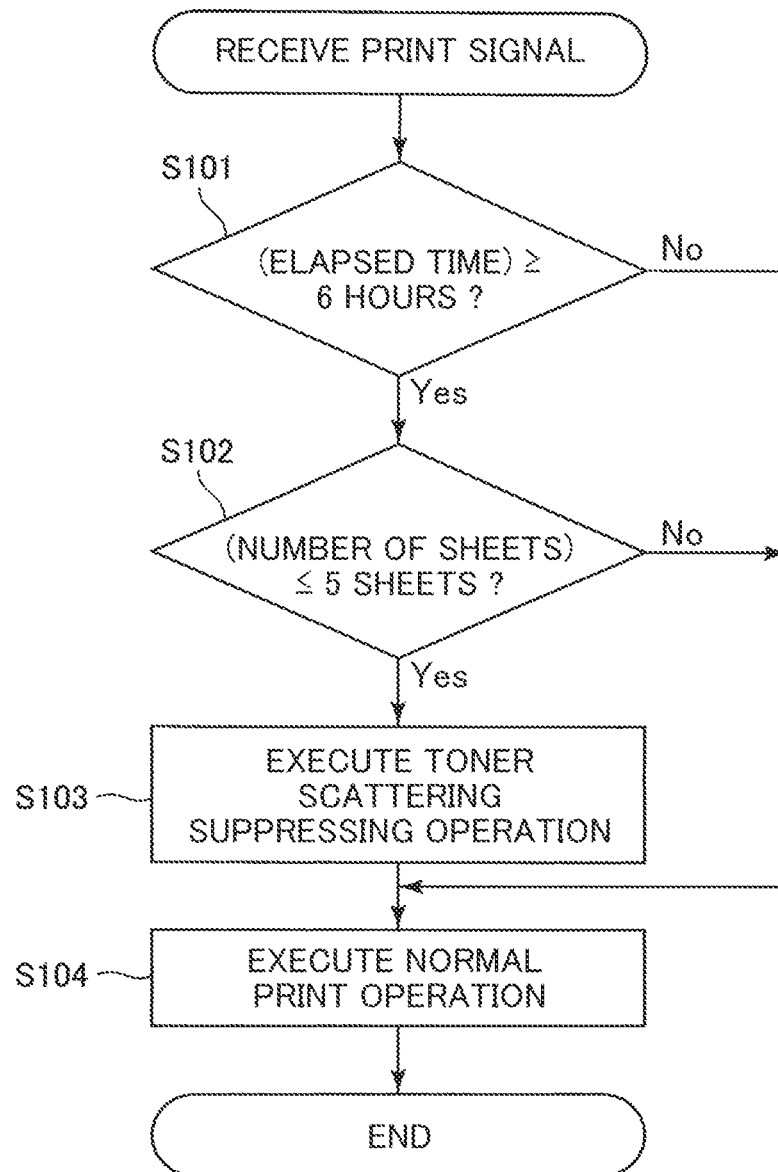 RECEIVE PRINT SIGNAL
S101
(ELAPSED TIME) ≥
6 HOURS ?
No
Yes
S102
(NUMBER OF SHEETS)
≤ 5 SHEETS ?
No
Yes
S103
EXECUTE TONER
SCATTERING
SUPPRESSING OPERATION
S104
EXECUTE NORMAL
PRINT OPERATION
END